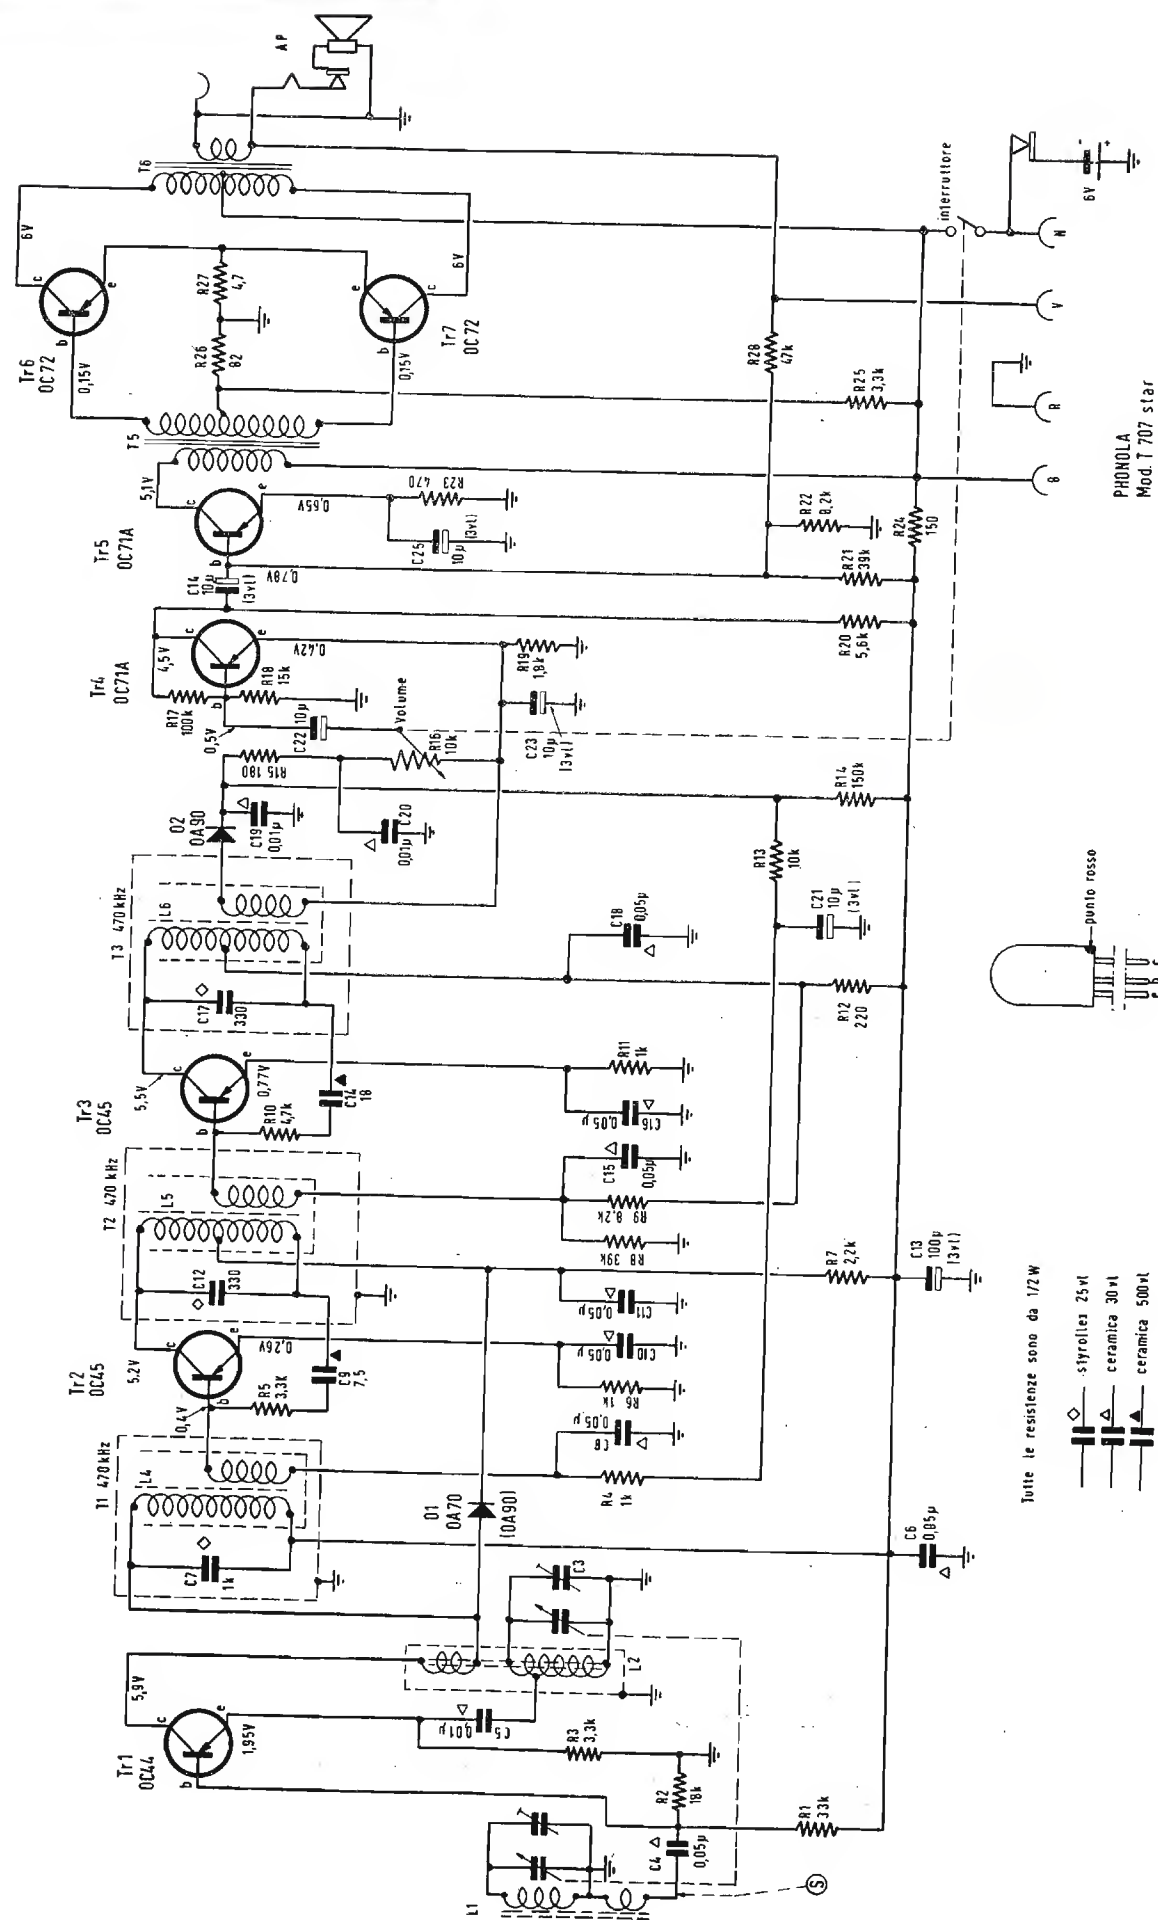 Tr1
OC44
b
c
e
5,9V
1,95V
L1
C4
0,05µ
S
R1
33k
R2
18k
R3
3,3k
C5
0,01µ
L2
C3
D1
OA70
(OA90)
T1 470kHz
L4
C7
1k
C6
0,05µ
Tr2
OC45
b
c
e
0,4V
5,2V
0,26V
R4
1k
C8
0,05µ
R5
3,3k
C9
7,5
R6 1k
C10
0,05µ
C11
0,05µ
T2 470 kHz
L5
C12
330
R7
2,2k
C13
100µ
(3vl)
R8
39k
R9 8,2k
C15
0,05µ
Tr3
OC45
b
c
e
5,5V
0,77V
R10
4,7k
C14
18
C16
0,05µ
R11
1k
T3 470kHz
L6
C17
330
C18
0,05µ
R12
220
R13
10k
C21
10µ
(3vl)
R14
150k
D2
OA90
C19
0,01µ
R15 180
C20
0,01µ
R16
10k
Volume
C22
10µ
0,5V
R17
100k
R18
15k
Tr4
OC71A
b
c
e
4,5V
0,42V
R19
1,8k
C23
10µ
(3vl)
R20
5,6k
C14
10µ
(3vl)
Tr5
OC71A
b
c
e
0,78V
5,1V
0,65V
R21
39k
R22
8,2k
R23 470
C25
10µ
(3vl)
R24
150
R25
3,3k
T5
Tr6
OC72
b
c
e
0,15V
6V
R26
82
R27
4,7
Tr7
OC72
b
c
e
0,15V
6V
R28
47k
T6
AP
interruttore
6V
-
+
B
R
V
N
PHONOLA
Mod. T 707 star
punto rosso
e b c
Tutte le resistenze sono da 1/2 W
styrolles 25vl
ceramica 30vl
ceramica 500vl